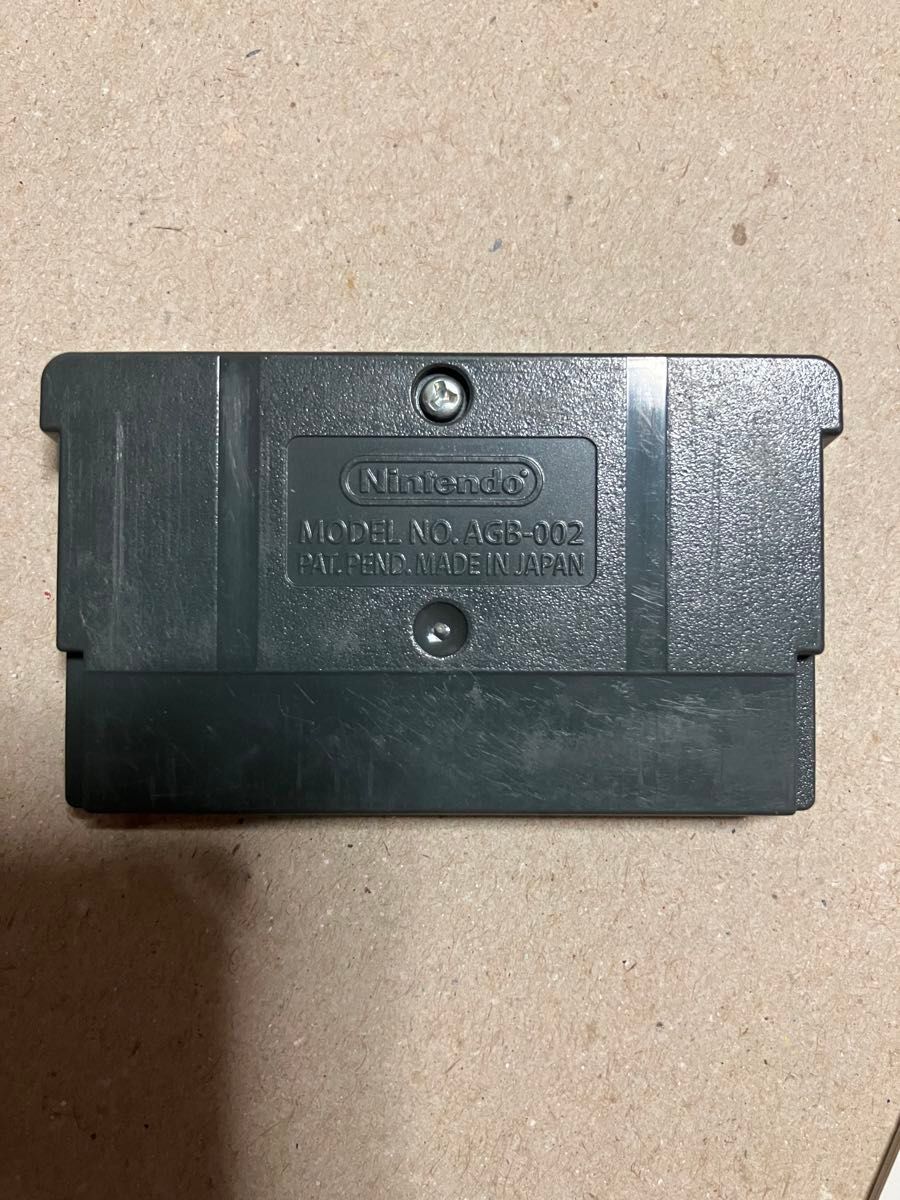 Nintendo
MODEL NO. AGB-002
PAT. PEND. MADE IN JAPAN